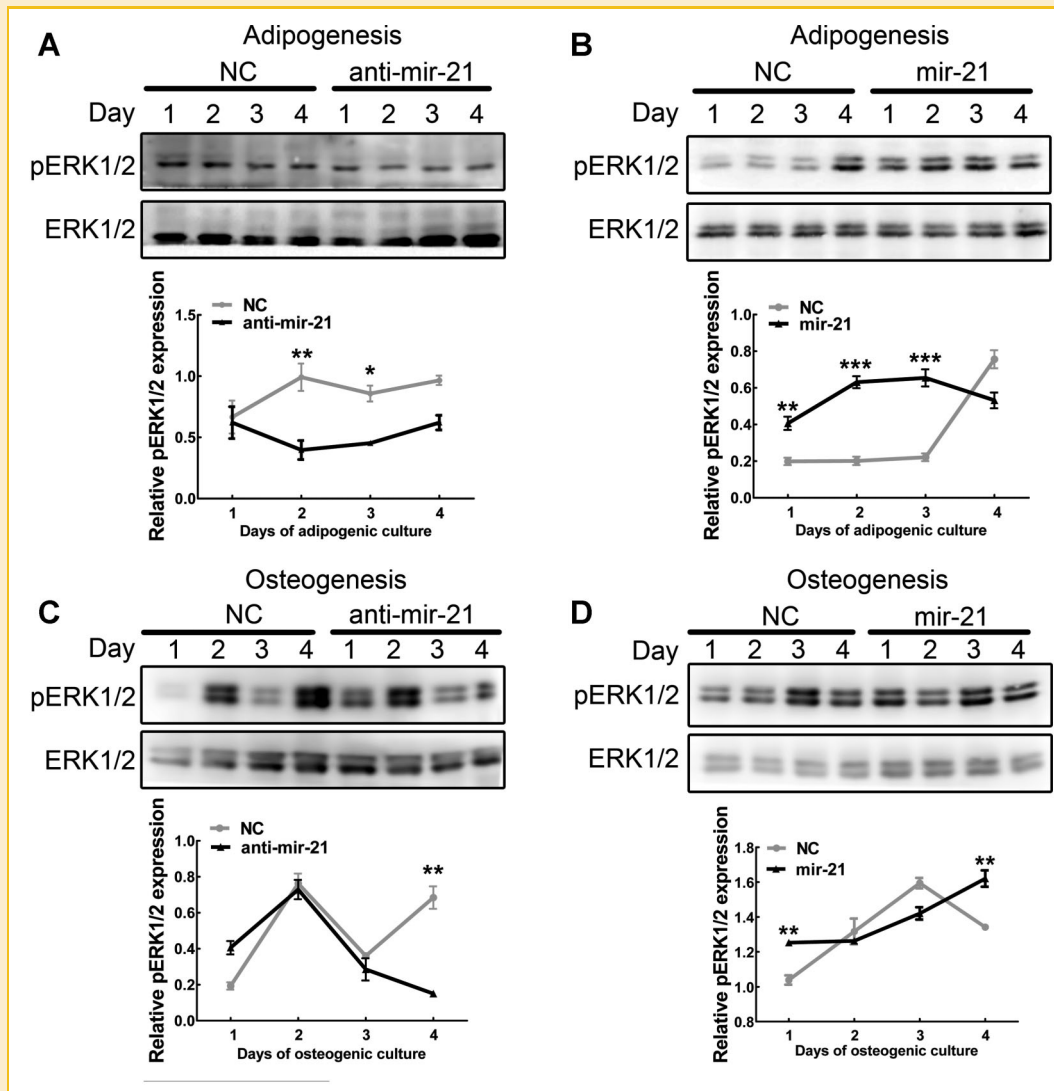 A
Adipogenesis
NC anti-mir-21
Day 1 2 3 4 1 2 3 4
pERK1/2
ERK1/2
NC
anti-mir-21
Relative pERK1/2 expression
1.5
1.0
0.5
0.0
** *
1 2 3 4
Days of adipogenic culture
B
Adipogenesis
NC mir-21
Day 1 2 3 4 1 2 3 4
pERK1/2
ERK1/2
NC
mir-21
Relative pERK1/2 expression
1.0
0.8
0.6
0.4
0.2
0.0
** *** ***
1 2 3 4
Days of adipogenic culture
C
Osteogenesis
NC anti-mir-21
Day 1 2 3 4 1 2 3 4
pERK1/2
ERK1/2
NC
anti-mir-21
Relative pERK1/2 expression
1.0
0.8
0.6
0.4
0.2
0.0
**
1 2 3 4
Days of osteogenic culture
D
Osteogenesis
NC mir-21
Day 1 2 3 4 1 2 3 4
pERK1/2
ERK1/2
NC
mir-21
Relative pERK1/2 expression
1.8
1.6
1.4
1.2
1.0
0.8
** **
1 2 3 4
Days of osteogenic culture